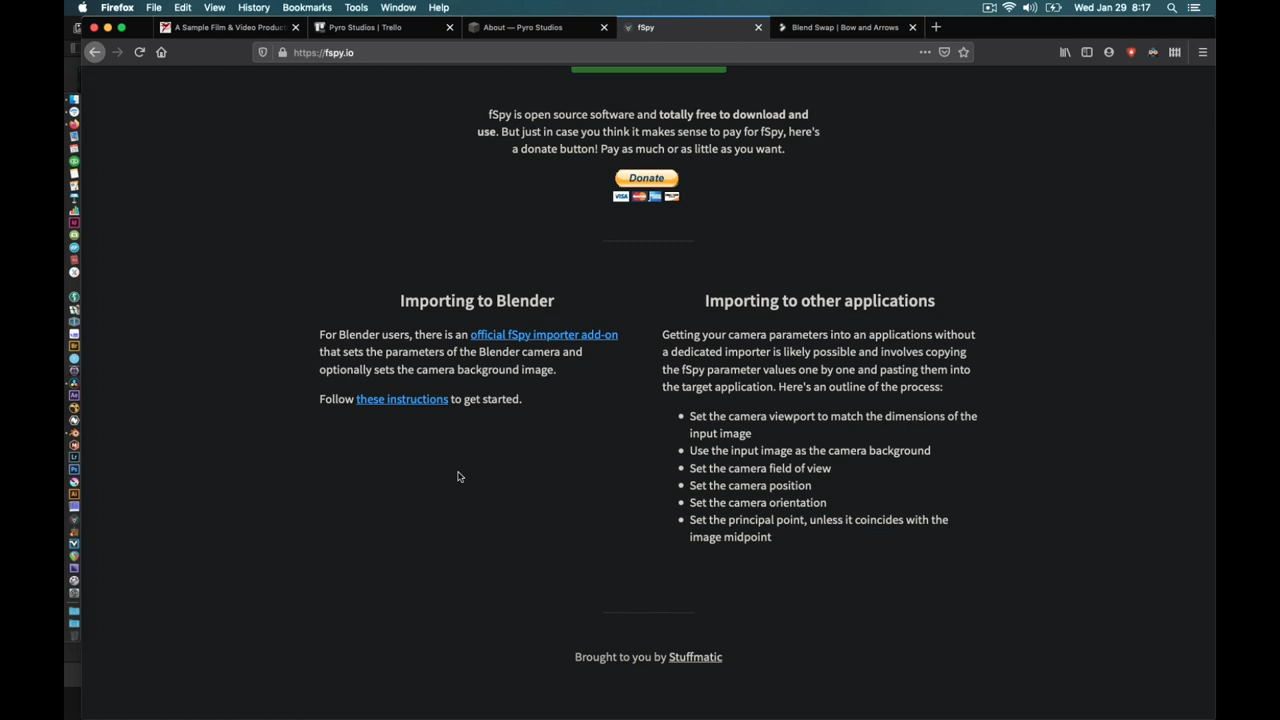 Firefox File Edit View History Bookmarks Tools Window Help Wed Jan 29 8:17
A Sample Film & Video Product Pyro Studios | Trello About — Pyro Studios fSpy Blend Swap | Bow and Arrows
https://fspy.io
fSpy is open source software and totally free to download and
use. But just in case you think it makes sense to pay for fSpy, here's
a donate button! Pay as much or as little as you want.
Donate
VISA
Importing to Blender
For Blender users, there is an official fSpy importer add-on
that sets the parameters of the Blender camera and
optionally sets the camera background image.
Follow these instructions to get started.
Importing to other applications
Getting your camera parameters into an applications without
a dedicated importer is likely possible and involves copying
the fSpy parameter values one by one and pasting them into
the target application. Here's an outline of the process:
Set the camera viewport to match the dimensions of the
input image
Use the input image as the camera background
Set the camera field of view
Set the camera position
Set the camera orientation
Set the principal point, unless it coincides with the
image midpoint
Brought to you by Stuffmatic